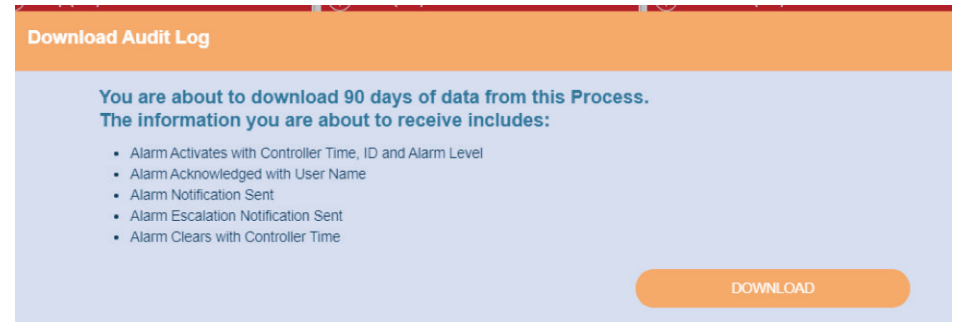 Download Audit Log
You are about to download 90 days of data from this Process.
The information you are about to receive includes:
• Alarm Activates with Controller Time, ID and Alarm Level
• Alarm Acknowledged with User Name
• Alarm Notification Sent
• Alarm Escalation Notification Sent
• Alarm Clears with Controller Time
DOWNLOAD